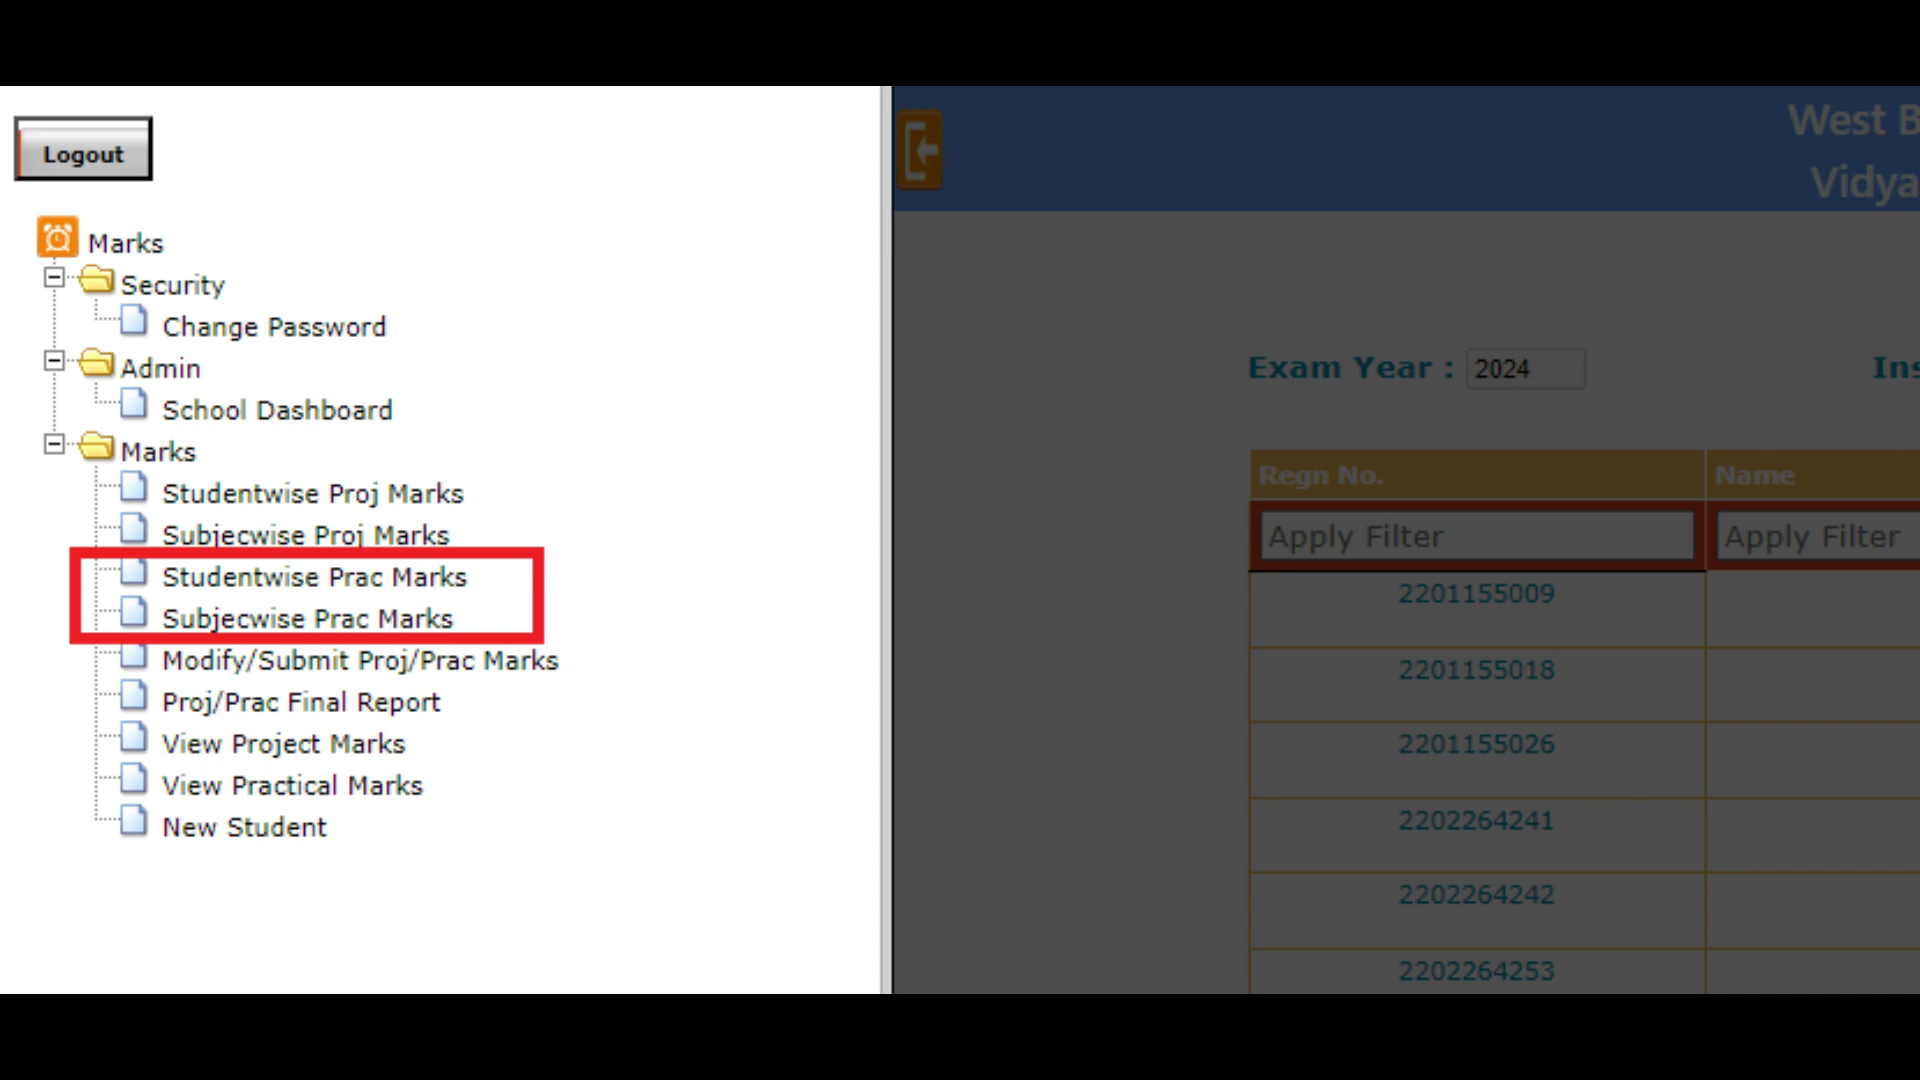 Logout
Marks
Security
Change Password
Admin
School Dashboard
Marks
Studentwise Proj Marks
Subjecwise Proj Marks
Studentwise Prac Marks
Subjecwise Prac Marks
Modify/Submit Proj/Prac Marks
Proj/Prac Final Report
View Project Marks
View Practical Marks
New Student
West B
Vidya
Exam Year : 2024 Ins
Regn No. Name
Apply Filter Apply Filter
2201155009
2201155018
2201155026
2202264241
2202264242
2202264253